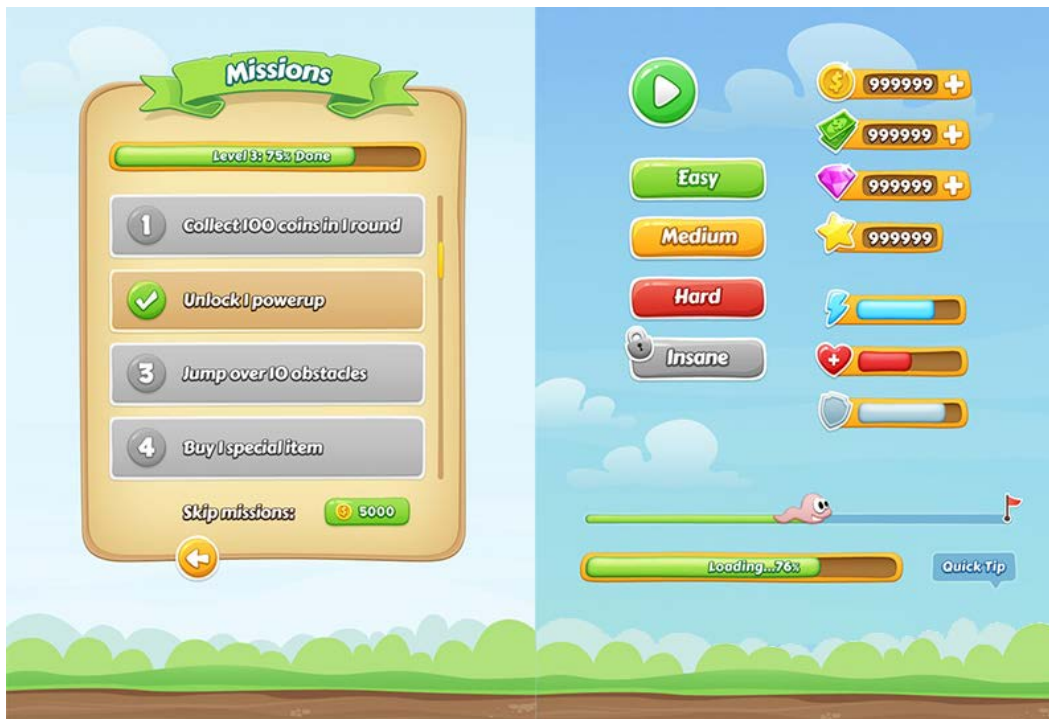 Missions
Level 3: 75% Done
1 Collect 100 coins in 1 round
Unlock 1 powerup
3 Jump over 10 obstacles
4 Buy 1 special item
Skip missions: 5000
999999
999999
999999
999999
Easy
Medium
Hard
Insane
Loading...76%
Quick Tip